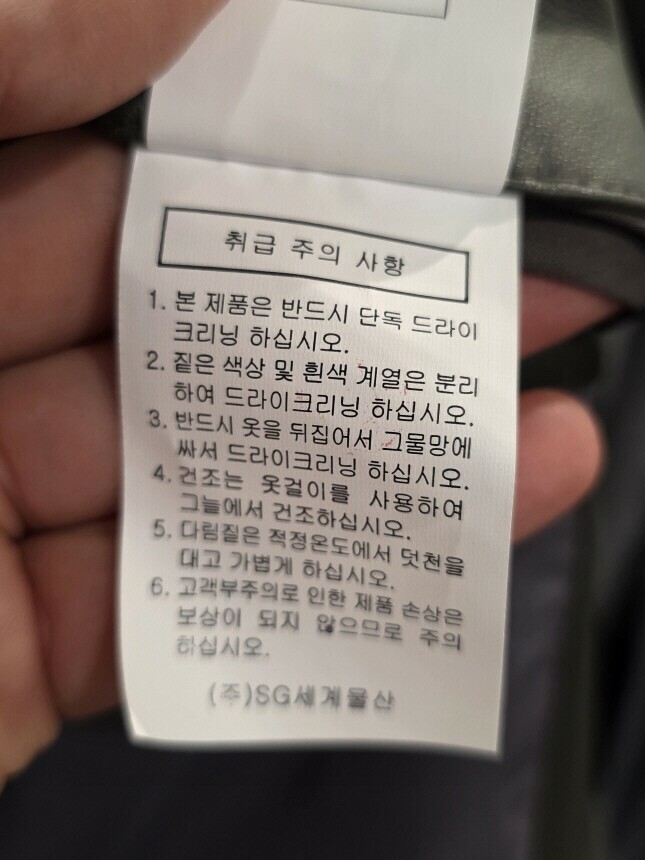 취급 주의 사항
1. 본 제품은 반드시 단독 드라이
크리닝 하십시오.
2. 짙은 색상 및 흰색 계열은 분리
하여 드라이크리닝 하십시오.
3. 반드시 옷을 뒤집어서 그물망에
싸서 드라이크리닝 하십시오.
4. 건조는 옷걸이를 사용하여
그늘에서 건조하십시오.
5. 다림질은 적정온도에서 덧천을
대고 가볍게 하십시오.
6. 고객부주의로 인한 제품 손상은
보상이 되지 않으므로 주의
하십시오.
(주)SG세계물산